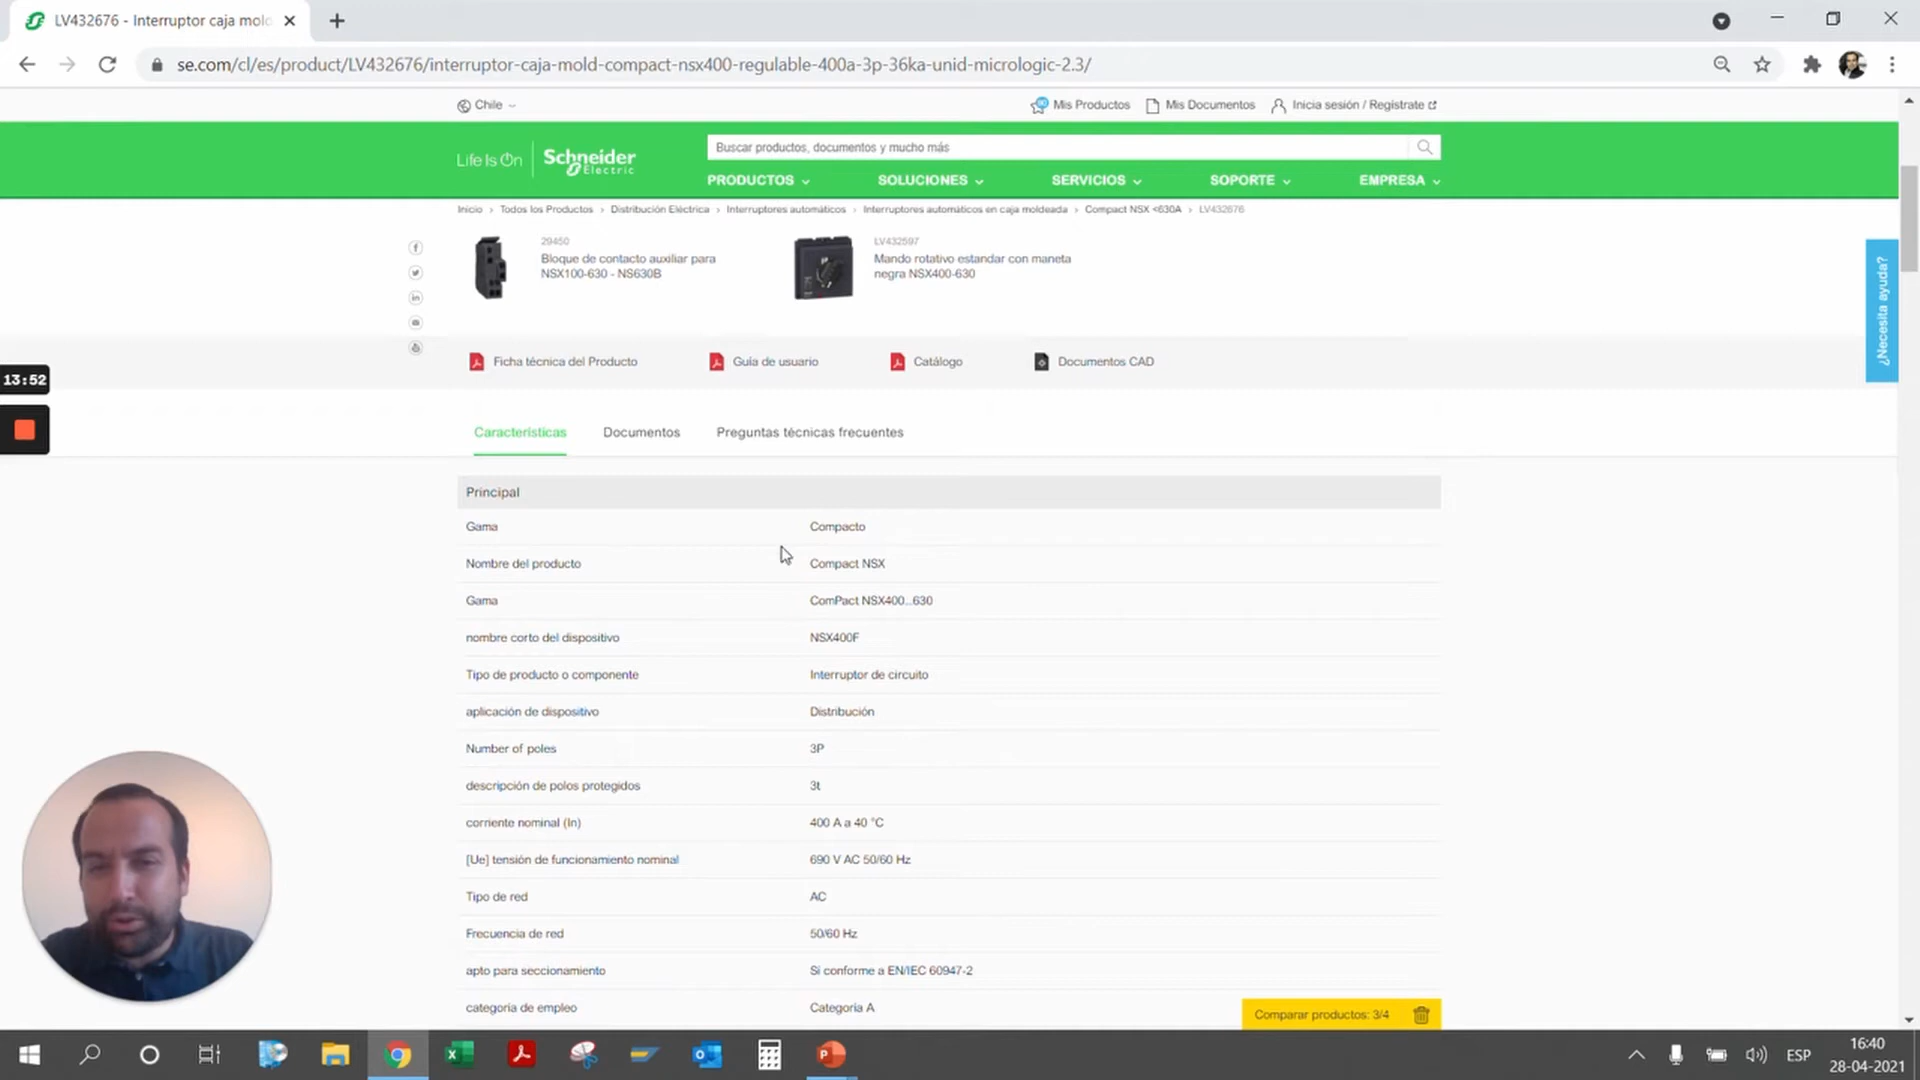 LV432676 - Interruptor caja mold
se.com/cl/es/product/LV432676/interruptor-caja-mold-compact-nsx400-regulable-400a-3p-36ka-unid-micrologic-2.3/
Chile
Mis Productos
Mis Documentos
Inicia sesión / Registrate
Life Is On
Schneider
Electric
Buscar productos, documentos y mucho más
PRODUCTOS
SOLUCIONES
SERVICIOS
SOPORTE
EMPRESA
Inicio > Todos los Productos > Distribución Eléctrica > Interruptores automáticos > Interruptores automáticos en caja moldeada > Compact NSX <630A > LV432676
29450
Bloque de contacto auxiliar para
NSX100-630 - NS630B
LV432597
Mando rotativo estandar con maneta
negra NSX400-630
¿Necesita ayuda?
Ficha técnica del Producto
Guía de usuario
Catálogo
Documentos CAD
13:52
Características
Documentos
Preguntas técnicas frecuentes
Principal
Gama Compacto
Nombre del producto Compact NSX
Gama ComPact NSX400...630
nombre corto del dispositivo NSX400F
Tipo de producto o componente Interruptor de circuito
aplicación de dispositivo Distribución
Number of poles 3P
descripción de polos protegidos 3t
corriente nominal (In) 400 A a 40 °C
[Ue] tensión de funcionamiento nominal 690 V AC 50/60 Hz
Tipo de red AC
Frecuencia de red 50/60 Hz
apto para seccionamiento Sí conforme a EN/IEC 60947-2
categoría de empleo Categoría A
Comparar productos: 3/4
ESP
16:40
28-04-2021